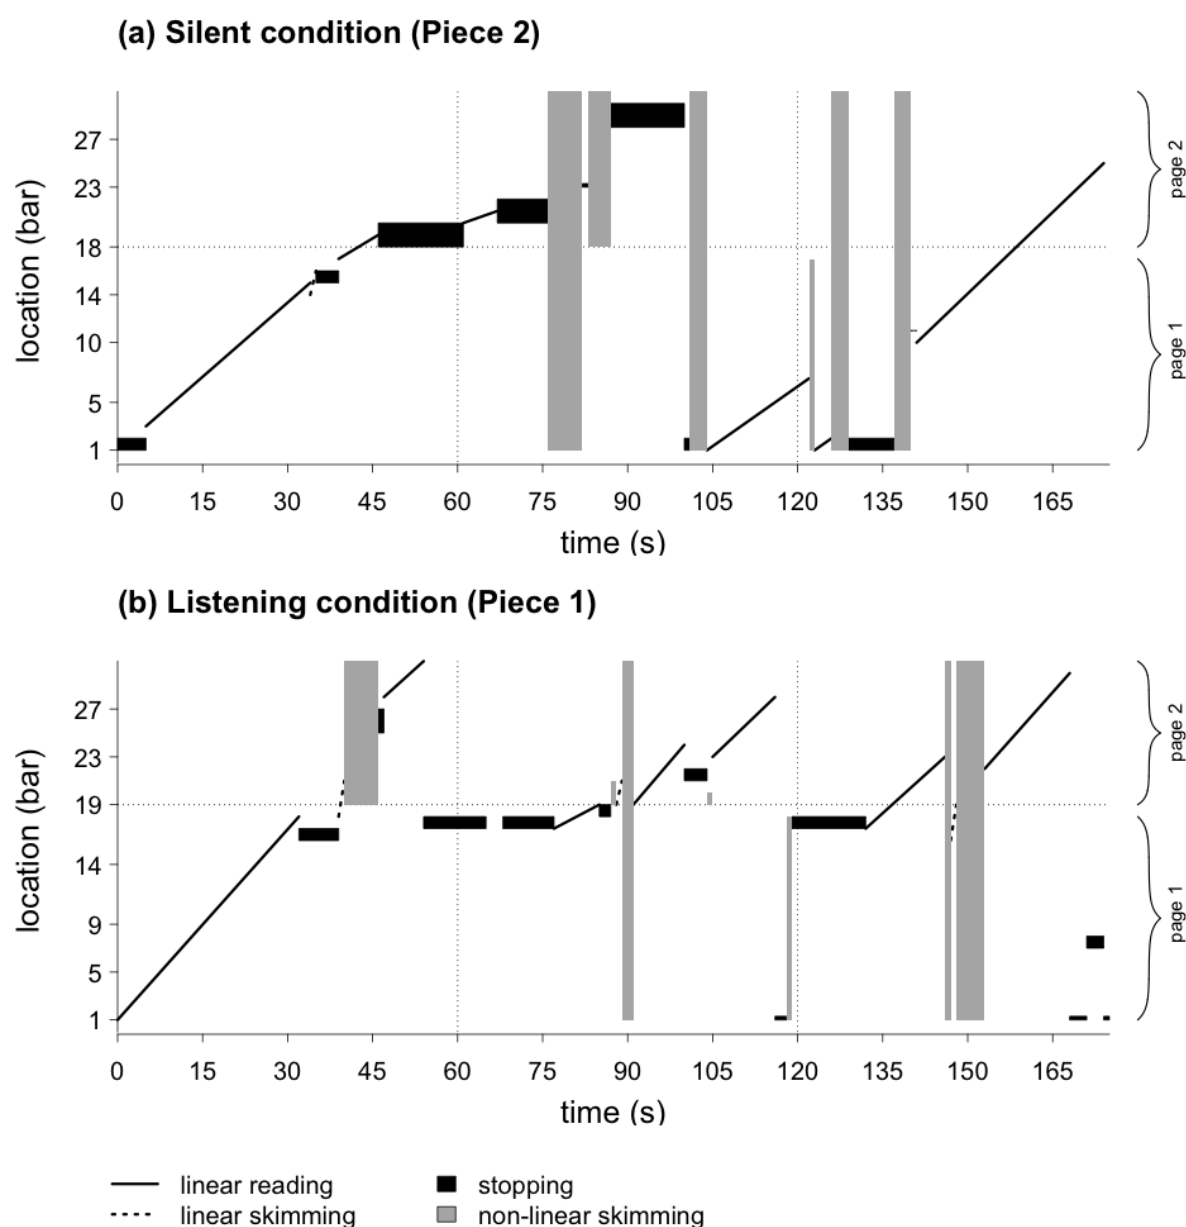 (a) Silent condition (Piece 2)
location (bar)
27
23
18
14
10
5
1
page 2
page 1
0 15 30 45 60 75 90 105 120 135 150 165
time (s)
(b) Listening condition (Piece 1)
location (bar)
27
23
19
14
9
5
1
page 2
page 1
0 15 30 45 60 75 90 105 120 135 150 165
time (s)
linear reading stopping
linear skimming non-linear skimming